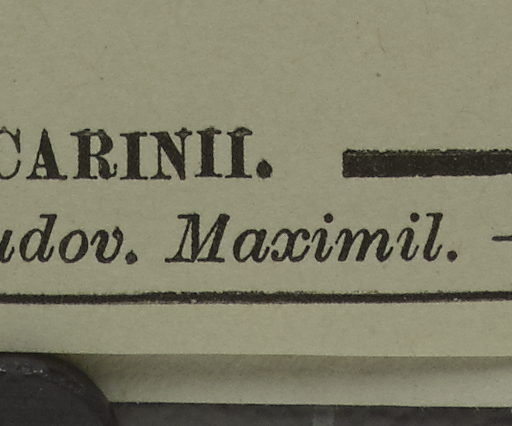 CARINII.
udov. Maximil. —